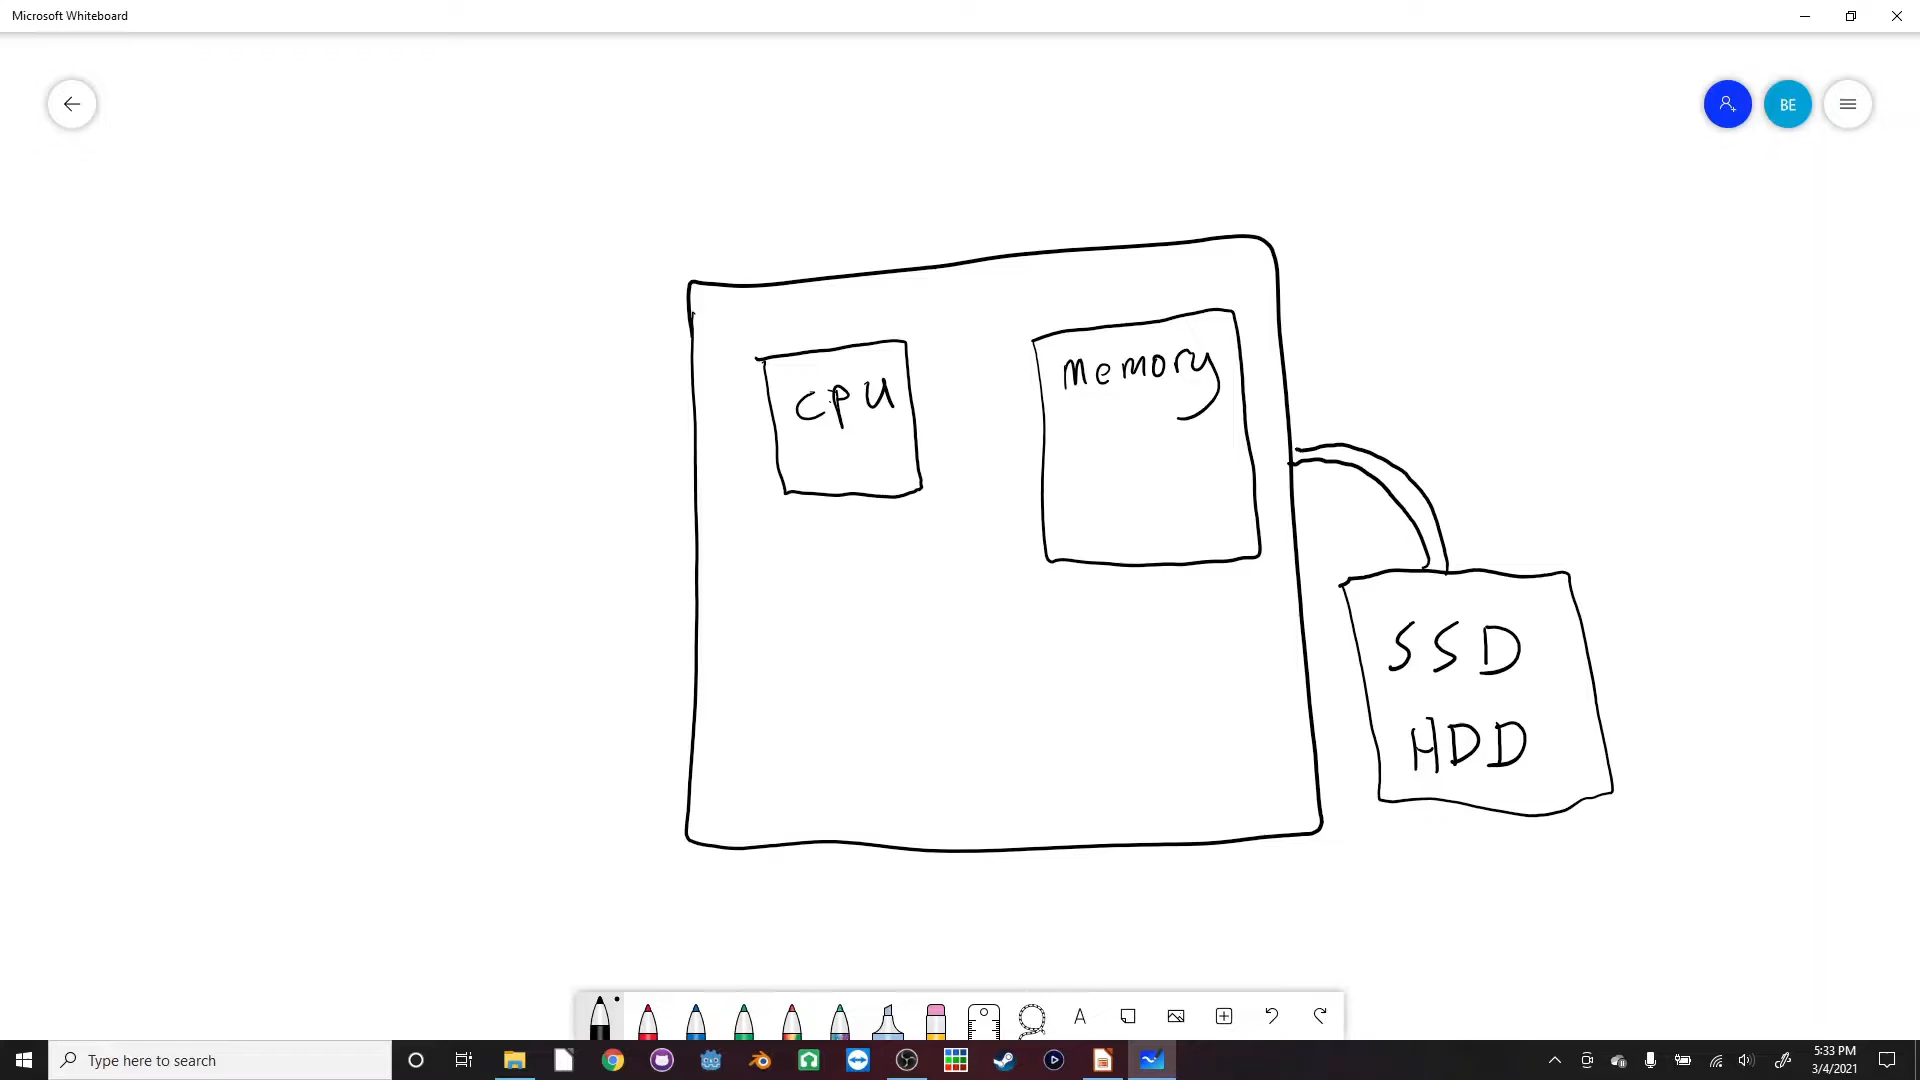 Microsoft Whiteboard
BE
CPU
Memory
SSD
HDD
A
Type here to search
5:33 PM
3/4/2021